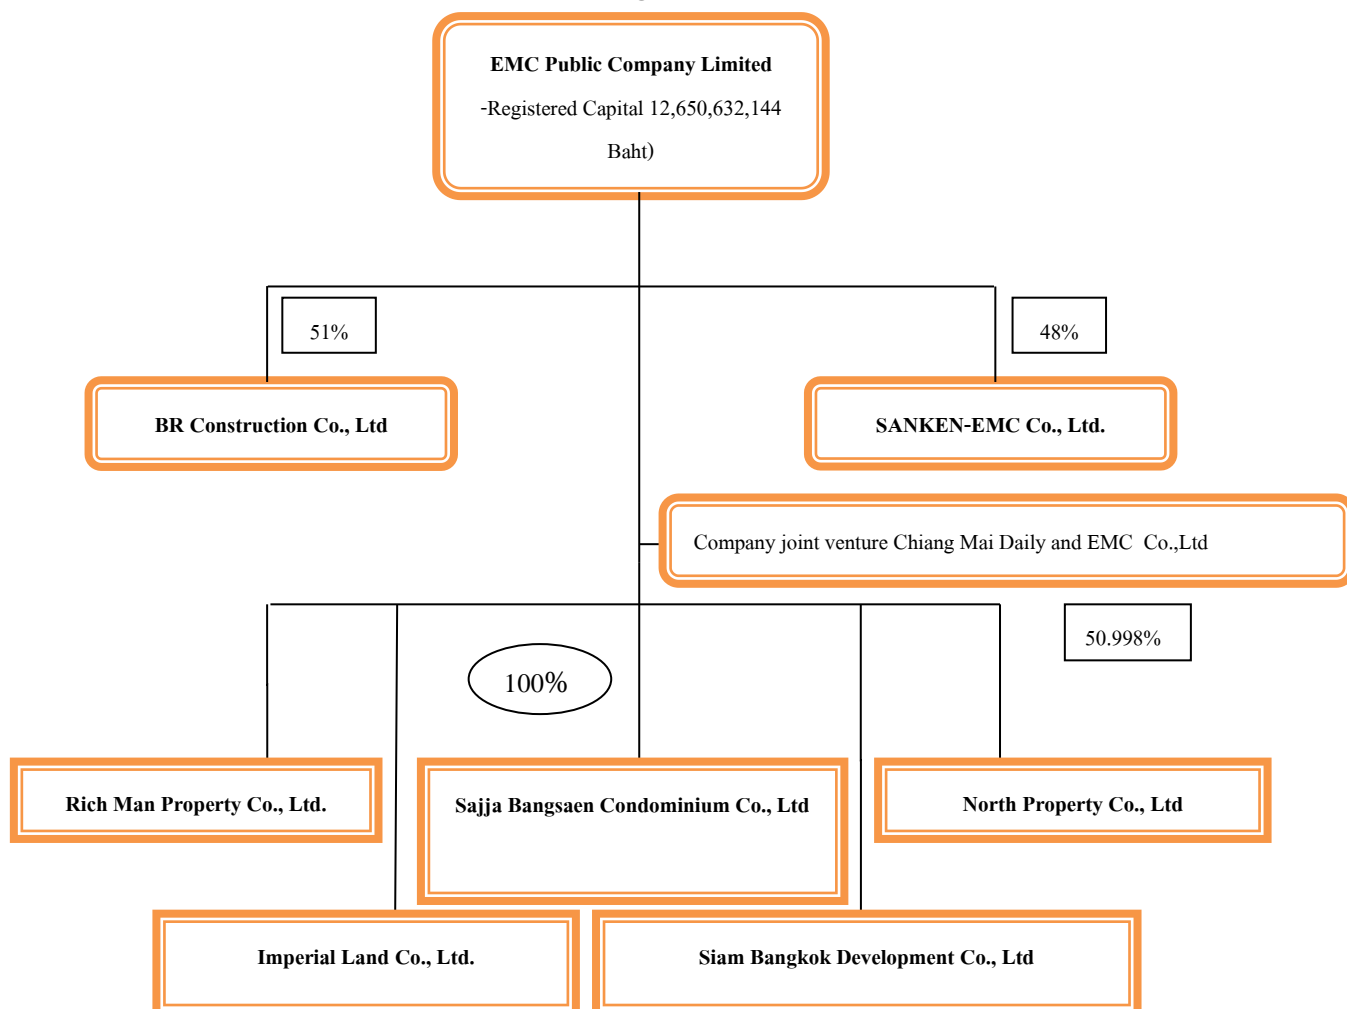 EMC Public Company Limited
-Registered Capital 12,650,632,144
Baht)
51%
48%
BR Construction Co., Ltd
SANKEN-EMC Co., Ltd.
Company joint venture Chiang Mai Daily and EMC Co.,Ltd
50.998%
100%
Rich Man Property Co., Ltd.
Sajja Bangsaen Condominium Co., Ltd
North Property Co., Ltd
Imperial Land Co., Ltd.
Siam Bangkok Development Co., Ltd